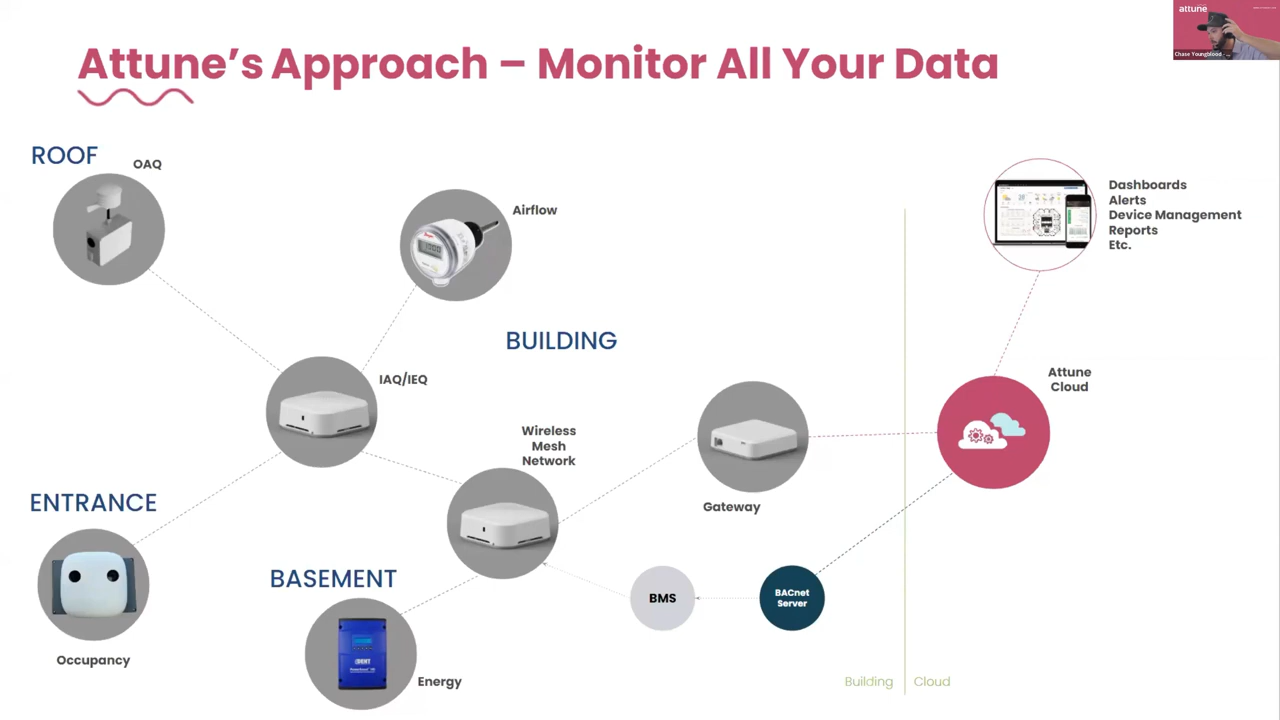 Attune's Approach – Monitor All Your Data
attune
Chase Youngblood
ROOF
OAQ
Airflow
Dashboards
Alerts
Device Management
Reports
Etc.
BUILDING
IAQ/IEQ
Attune
Cloud
Wireless
Mesh
Network
ENTRANCE
Gateway
BASEMENT
BMS
BACnet
Server
DENT
Occupancy
Energy
Building
Cloud